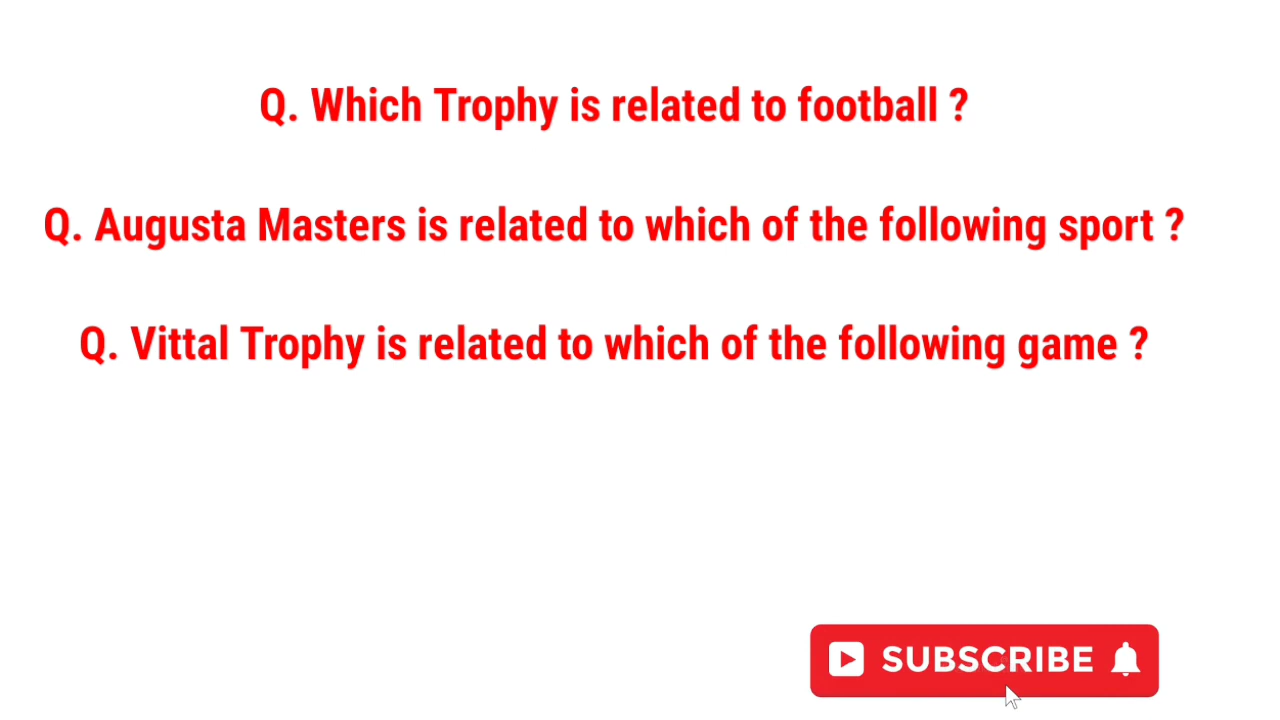 Q. Which Trophy is related to football ?
Q. Augusta Masters is related to which of the following sport ?
Q. Vittal Trophy is related to which of the following game ?
SUBSCRIBE